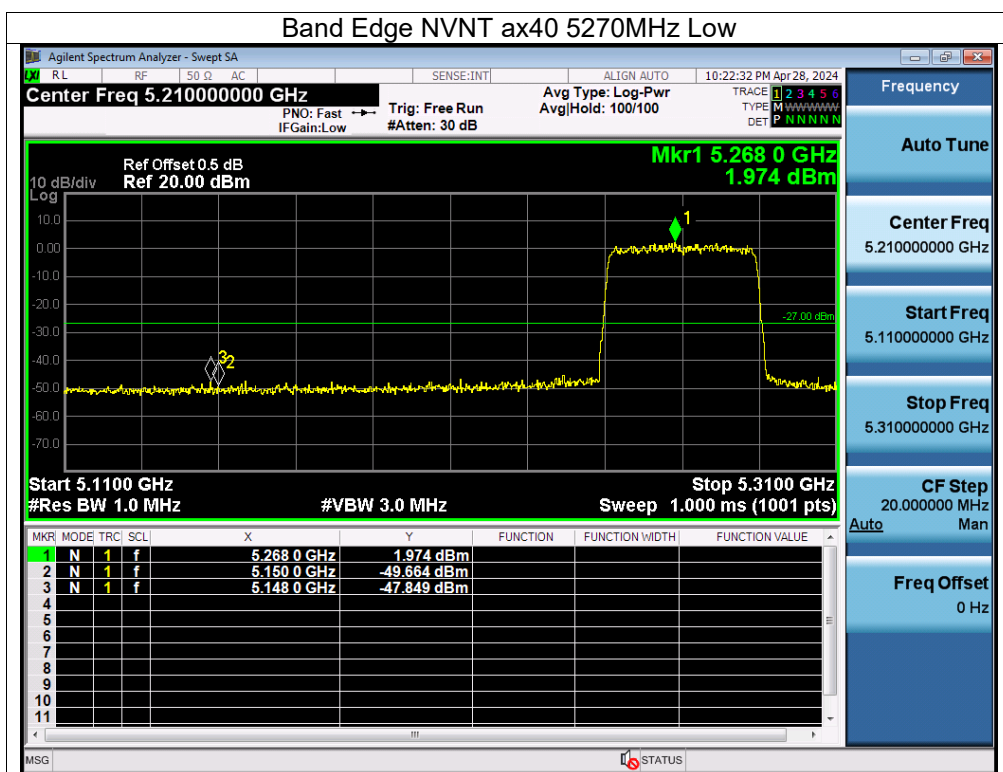 Band Edge NVNT ax40 5270MHz Low
Agilent Spectrum Analyzer - Swept SA
LXI RL RF 50 Ω AC SENSE:INT ALIGN AUTO 10:22:32 PM Apr 28, 2024
Center Freq 5.210000000 GHz
PNO: Fast
IFGain:Low
Trig: Free Run
#Atten: 30 dB
Avg Type: Log-Pwr
Avg|Hold: 100/100
TRACE 1 2 3 4 5 6
TYPE M WWWWW
DET P N N N N N
Frequency
Auto Tune
Mkr1 5.268 0 GHz
1.974 dBm
Ref Offset 0.5 dB
10 dB/div Ref 20.00 dBm
Log
10.0
0.00
-10.0
-20.0
-30.0
-40.0
-50.0
-60.0
-70.0
1
-27.00 dBm
3
2
Start 5.1100 GHz Stop 5.3100 GHz
#Res BW 1.0 MHz #VBW 3.0 MHz Sweep 1.000 ms (1001 pts)
Center Freq
5.210000000 GHz
Start Freq
5.110000000 GHz
Stop Freq
5.310000000 GHz
CF Step
20.000000 MHz
Auto Man
Freq Offset
0 Hz
MKR MODE TRC SCL X Y FUNCTION FUNCTION WIDTH FUNCTION VALUE
1 N 1 f 5.268 0 GHz 1.974 dBm
2 N 1 f 5.150 0 GHz -49.664 dBm
3 N 1 f 5.148 0 GHz -47.849 dBm
4
5
6
7
8
9
10
11
MSG STATUS